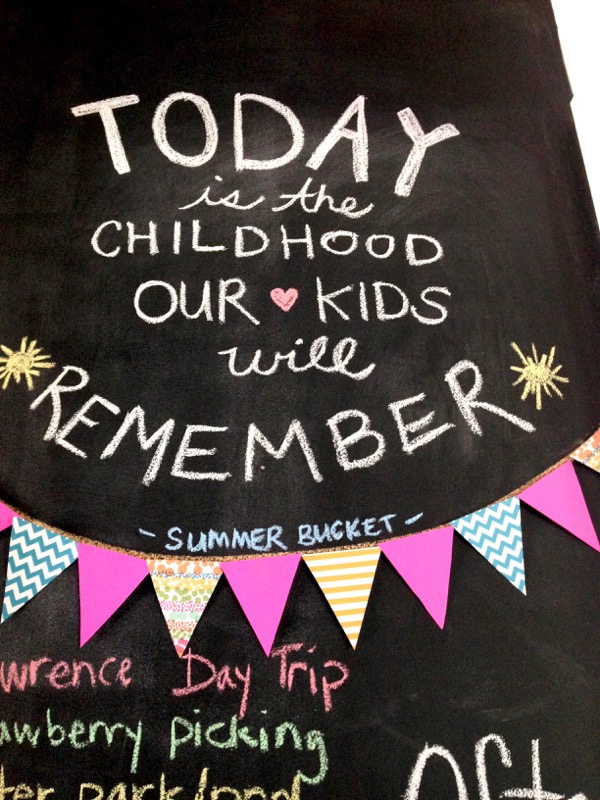 TODAY
is the
CHILDHOOD
OUR KIDS
will
REMEMBER
- SUMMER BUCKET -
Day Trip
picking